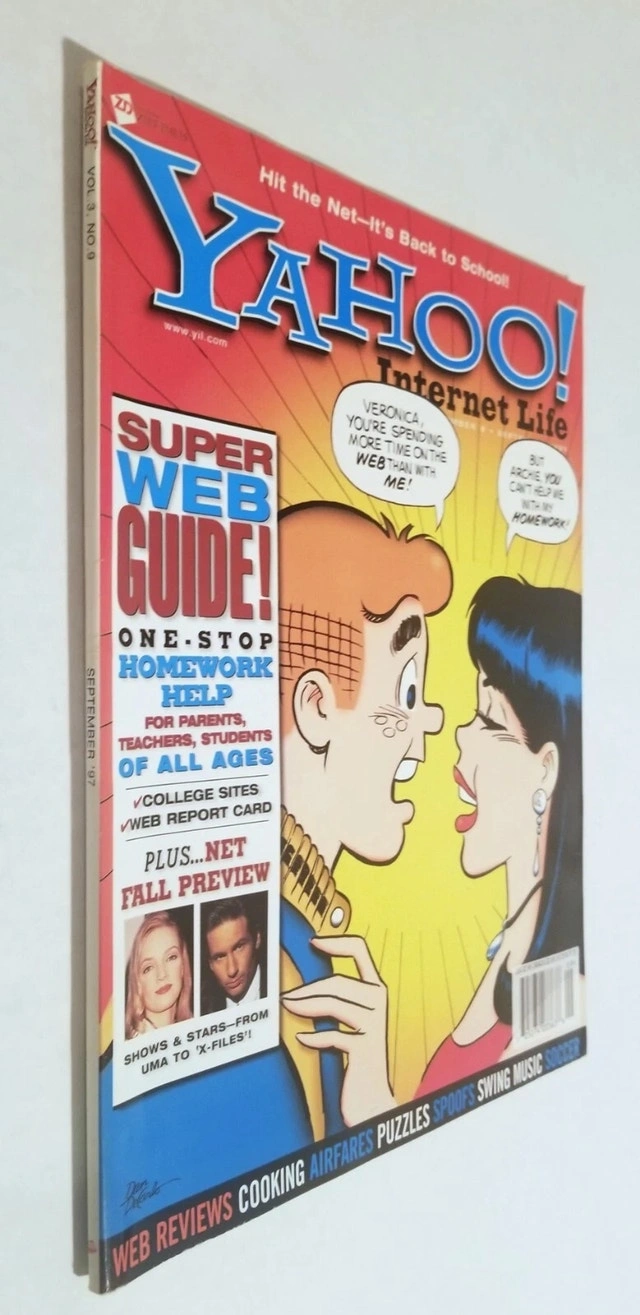 YAHOO! VOL. 3, NO. 9
SEPTEMBER '97
ZD
Hit the Net—It's Back to School!
YAHOO!
Internet Life
www.yil.com
VERONICA,
YOU'RE SPENDING
MORE TIME ON THE
WEB THAN WITH
ME!
BUT
ARCHIE, YOU
CAN'T HELP ME
WITH MY
HOMEWORK!
SUPER
WEB
GUIDE!
ONE-STOP
HOMEWORK
HELP
FOR PARENTS,
TEACHERS, STUDENTS
OF ALL AGES
✓COLLEGE SITES
✓WEB REPORT CARD
PLUS...NET
FALL PREVIEW
SHOWS & STARS—FROM
UMA TO 'X-FILES'!
WEB REVIEWS COOKING AIRFARES PUZZLES SPOOFS SWING MUSIC SOCCER